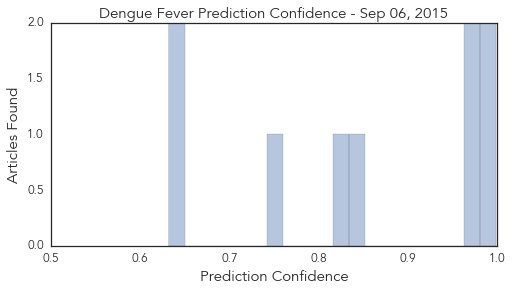 Dengue Fever Prediction Confidence - Sep 06, 2015
2.0
1.5
1.0
0.5
0.0
Articles Found
0.5 0.6 0.7 0.8 0.9 1.0
Prediction Confidence